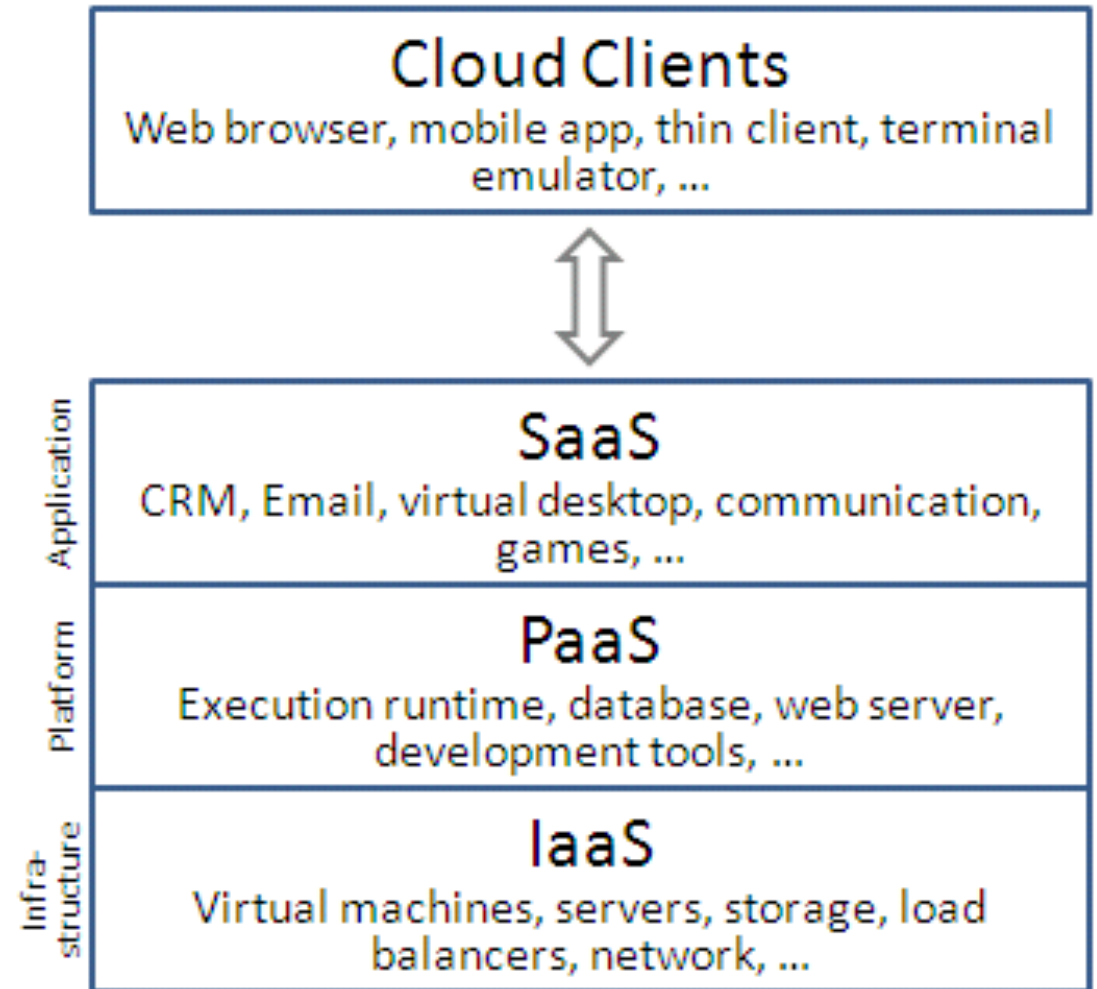 Cloud Clients
Web browser, mobile app, thin client, terminal
emulator, ...
Application
SaaS
CRM, Email, virtual desktop, communication,
games, ...
Platform
PaaS
Execution runtime, database, web server,
development tools, ...
Infra-
structure
IaaS
Virtual machines, servers, storage, load
balancers, network, ...